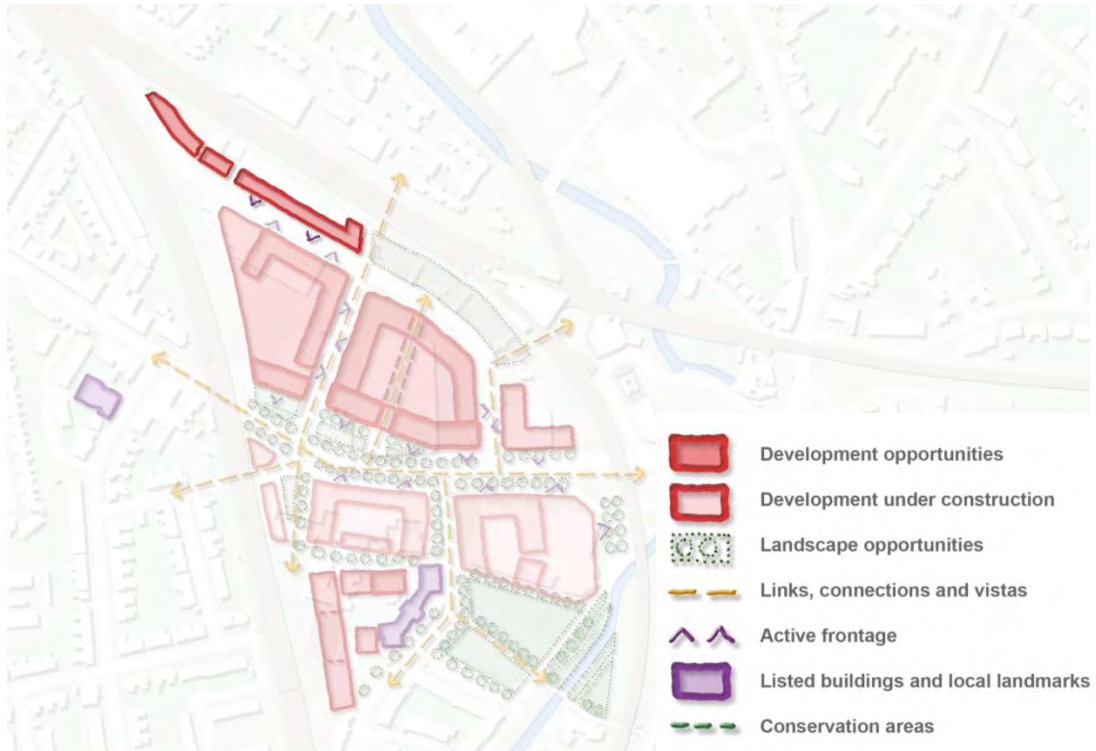 Development opportunities
Development under construction
Landscape opportunities
Links, connections and vistas
Active frontage
Listed buildings and local landmarks
Conservation areas